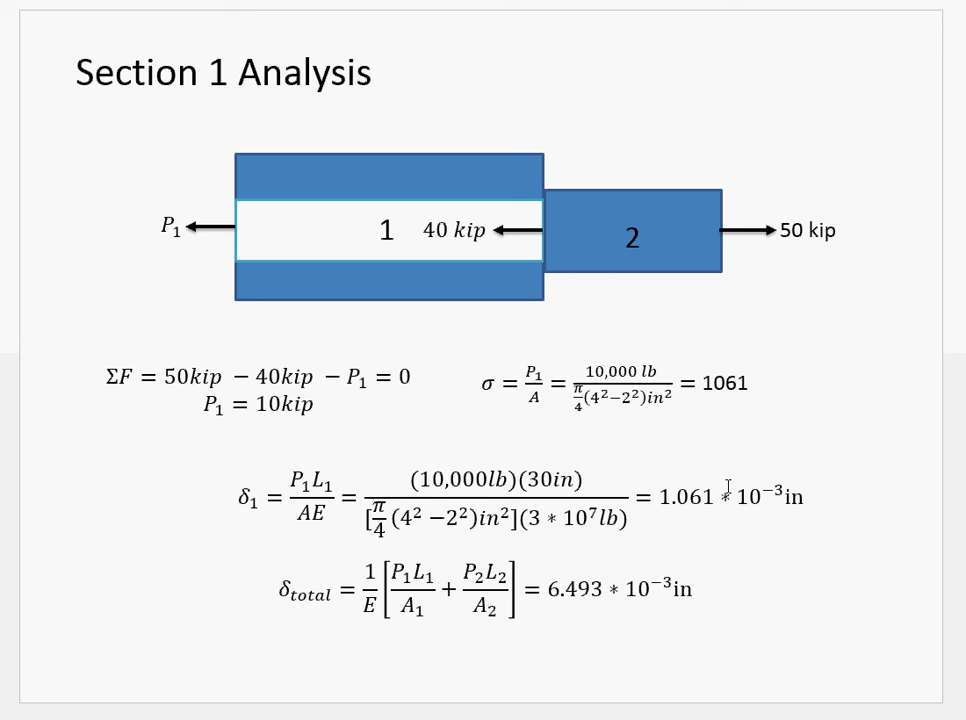 Section 1 Analysis
P₁ 1 40 kip 2 50 kip
ΣF = 50kip − 40kip − P₁ = 0
P₁ = 10kip
σ = P₁/A = 10,000 lb / π/4(4²−2²)in² = 1061
δ₁ = P₁L₁/AE = (10,000lb)(30in) / [π/4(4² −2²)in²](3 ∗ 10⁷lb) = 1.061 ∗ 10⁻³in
δtotal = 1/E [P₁L₁/A₁ + P₂L₂/A₂] = 6.493 ∗ 10⁻³in